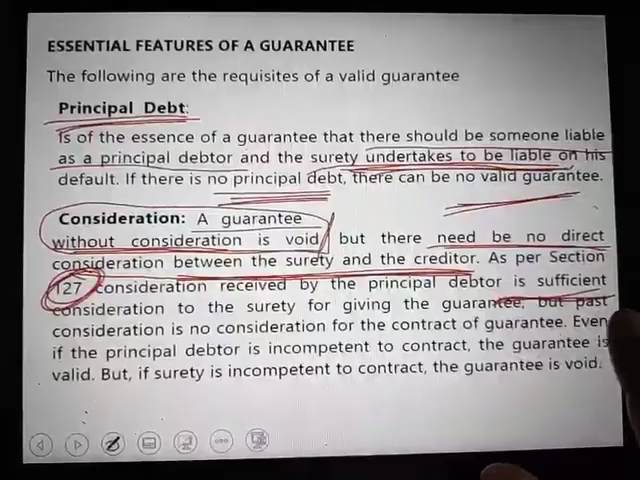 ESSENTIAL FEATURES OF A GUARANTEE
The following are the requisites of a valid guarantee
Principal Debt:
Is of the essence of a guarantee that there should be someone liable
as a principal debtor and the surety undertakes to be liable on his
default. If there is no principal debt, there can be no valid guarantee.
Consideration: A guarantee
without consideration is void, but there need be no direct
consideration between the surety and the creditor. As per Section
127 consideration received by the principal debtor is sufficient
consideration to the surety for giving the guarantee, but past
consideration is no consideration for the contract of guarantee. Even
if the principal debtor is incompetent to contract, the guarantee is
valid. But, if surety is incompetent to contract, the guarantee is void.